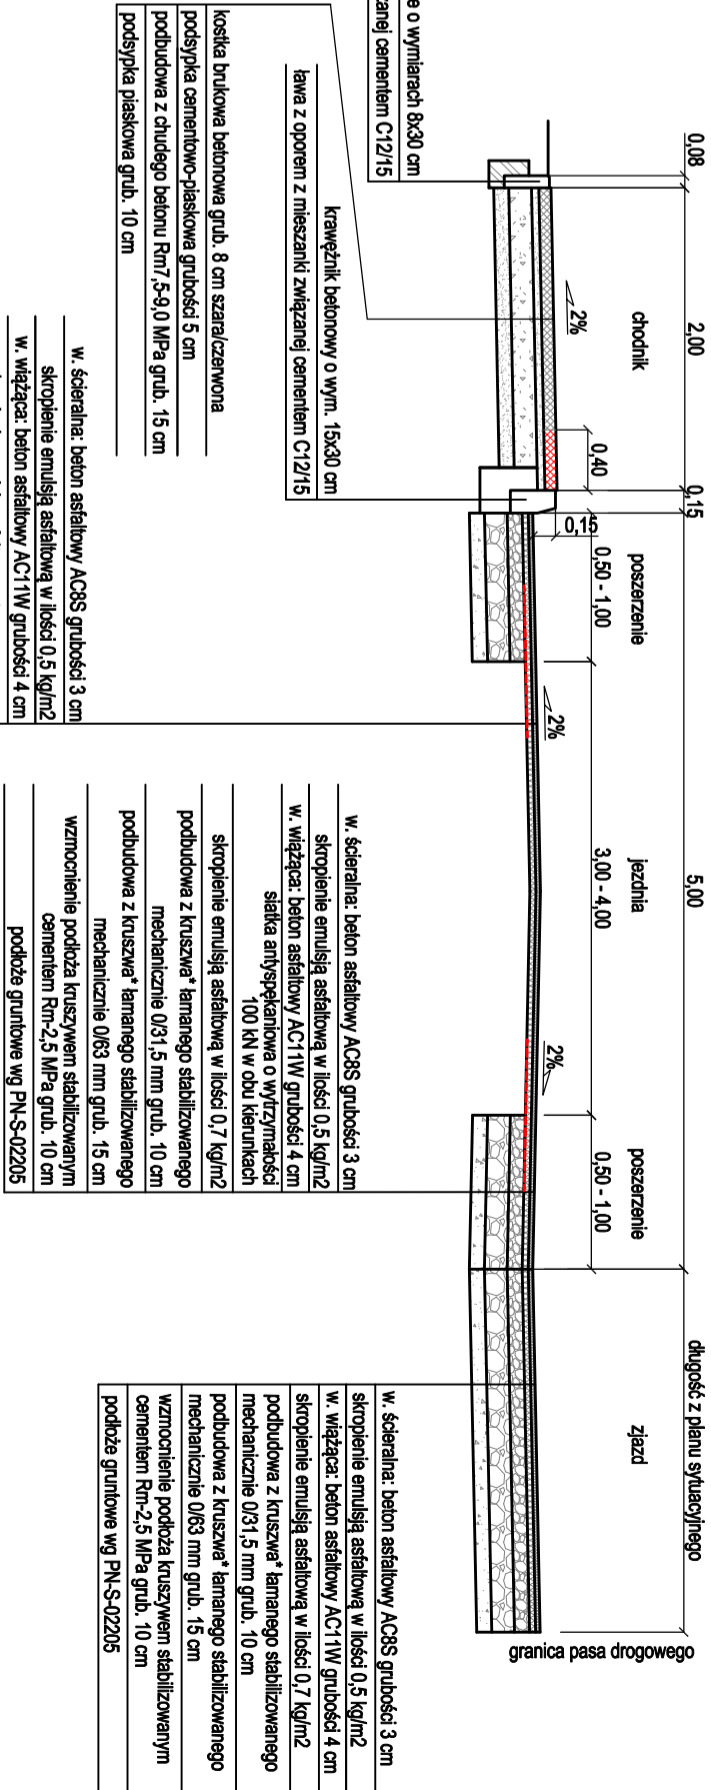 0,08
2,00
0,15
5,00
długość z planu sytuacyjnego
chodnik
poszerzenie
jezdnia
poszerzenie
zjazd
0,40
0,15
0,50 - 1,00
3,00 - 4,00
0,50 - 1,00
2%
2%
2%
granica pasa drogowego
e o wymiarach 8x30 cm
zanej cementem C12/15
krawężnik betonowy o wym. 15x30 cm
ława z oporem z mieszanki związanej cementem C12/15
kostka brukowa betonowa grub. 8 cm szara/czerwona
podsypka cementowo-piaskowa grubości 5 cm
podbudowa z chudego betonu Rm7,5-9,0 MPa grub. 15 cm
podsypka piaskowa grub. 10 cm
w. ścieralna: beton asfaltowy AC8S grubości 3 cm
skropienie emulsją asfaltową w ilości 0,5 kg/m2
w. wiążąca: beton asfaltowy AC11W grubości 4 cm
w. ścieralna: beton asfaltowy AC8S grubości 3 cm
skropienie emulsją asfaltową w ilości 0,5 kg/m2
w. wiążąca: beton asfaltowy AC11W grubości 4 cm
siatka antyspękaniowa o wytrzymałości
100 kN w obu kierunkach
skropienie emulsją asfaltową w ilości 0,7 kg/m2
podbudowa z kruszwa* łamanego stabilizowanego
mechanicznie 0/31,5 mm grub. 10 cm
podbudowa z kruszwa* łamanego stabilizowanego
mechanicznie 0/63 mm grub. 15 cm
wzmocnienie podłoża kruszywem stabilizowanym
cementem Rm-2,5 MPa grub. 10 cm
podłoże gruntowe wg PN-S-02205
w. ścieralna: beton asfaltowy AC8S grubości 3 cm
skropienie emulsją asfaltową w ilości 0,5 kg/m2
w. wiążąca: beton asfaltowy AC11W grubości 4 cm
skropienie emulsją asfaltową w ilości 0,7 kg/m2
podbudowa z kruszwa* łamanego stabilizowanego
mechanicznie 0/31,5 mm grub. 10 cm
podbudowa z kruszwa* łamanego stabilizowanego
mechanicznie 0/63 mm grub. 15 cm
wzmocnienie podłoża kruszywem stabilizowanym
cementem Rm-2,5 MPa grub. 10 cm
podłoże gruntowe wg PN-S-02205